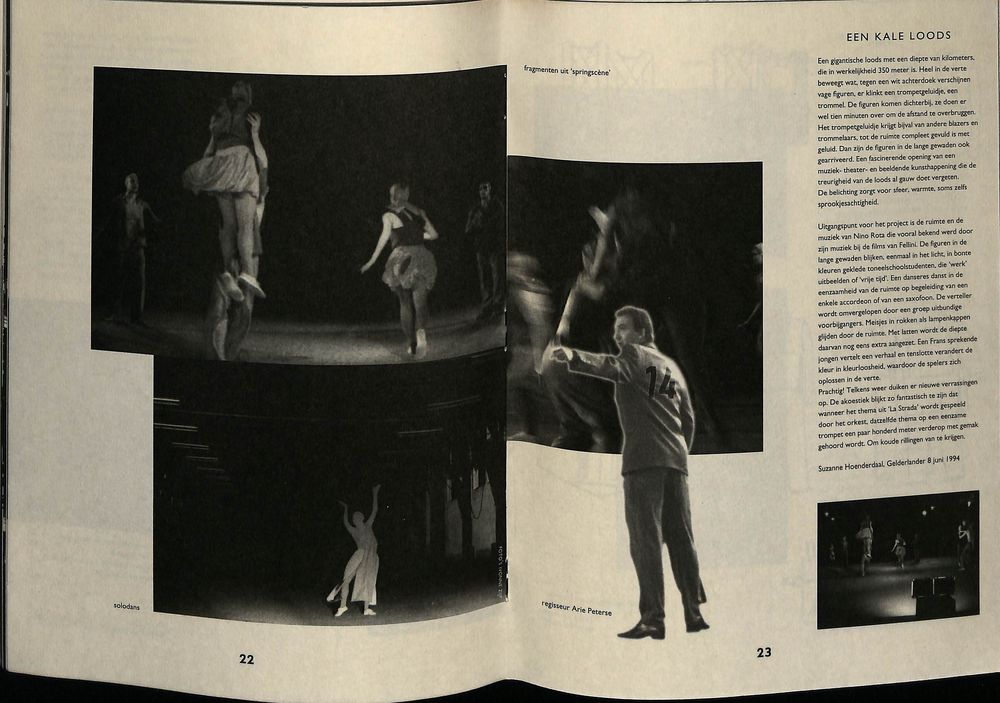 fragmenten uit 'springscène'
FOTO'S IVONNE ZIJP
solodans
22
14
regisseur Arie Peterse
23
EEN KALE LOODS
Een gigantische loods met een diepte van kilometers,
die in werkelijkheid 350 meter is. Heel in de verte
beweegt wat, tegen een wit achterdoek verschijnen
vage figuren, er klinkt een trompetgeluidje, een
trommel. De figuren komen dichterbij, ze doen er
wel tien minuten over om de afstand te overbruggen.
Het trompetgeluidje krijgt bijval van andere blazers en
trommelaars, tot de ruimte compleet gevuld is met
geluid. Dan zijn de figuren in de lange gewaden ook
gearriveerd. Een fascinerende opening van een
muziek- theater- en beeldende kunsthappening die de
treurigheid van de loods al gauw doet vergeten.
De belichting zorgt voor sfeer, warmte, soms zelfs
sprookjesachtigheid.
Uitgangspunt voor het project is de ruimte en de
muziek van Nino Rota die vooral bekend werd door
zijn muziek bij de films van Fellini. De figuren in de
lange gewaden blijken, eenmaal in het licht, in bonte
kleuren geklede toneelschoolstudenten, die 'werk'
uitbeelden of 'vrije tijd'. Een danseres danst in de
eenzaamheid van de ruimte op begeleiding van een
enkele accordeon of van een saxofoon. De verteller
wordt omvergelopen door een groep uitbundige
voorbijgangers. Meisjes in rokken als lampenkappen
glijden door de ruimte. Met latten wordt de diepte
daarvan nog eens extra aangezet. Een Frans sprekende
jongen vertelt een verhaal en tenslotte verandert de
kleur in kleurloosheid, waardoor de spelers zich
oplossen in de verte.
Prachtig! Telkens weer duiken er nieuwe verrassingen
op. De akoestiek blijkt zo fantastisch te zijn dat
wanneer het thema uit 'La Strada' wordt gespeeld
door het orkest, datzelfde thema op een eenzame
trompet een paar honderd meter verderop met gemak
gehoord wordt. Om koude rillingen van te krijgen.
Suzanne Hoenderdaal, Gelderlander 8 juni 1994